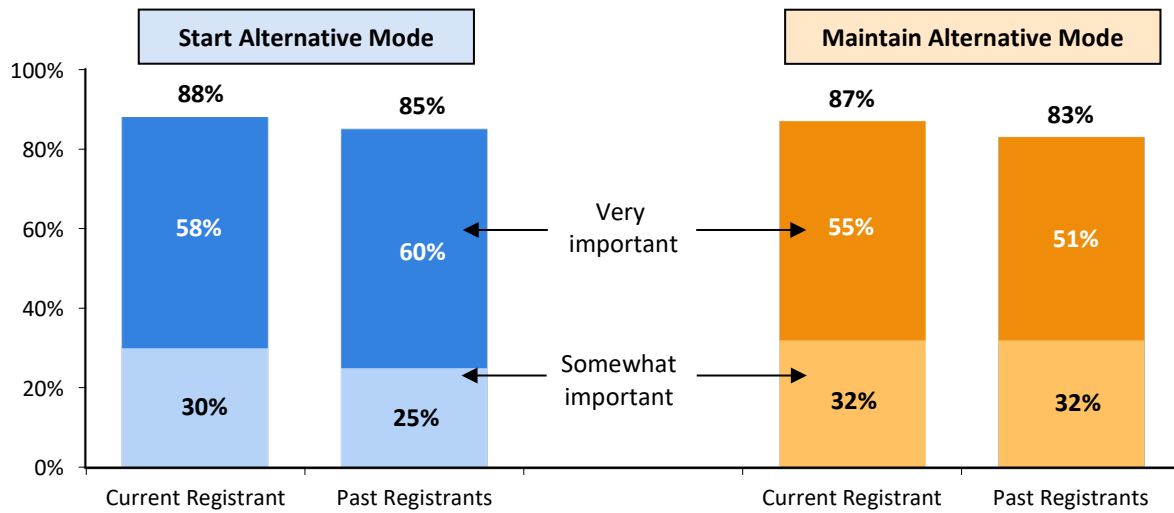 Start Alternative Mode
Maintain Alternative Mode
100%
80%
60%
40%
20%
0%
88%
85%
87%
83%
58%
60%
Very
important
55%
51%
30%
25%
Somewhat
important
32%
32%
Current Registrant
Past Registrants
Current Registrant
Past Registrants